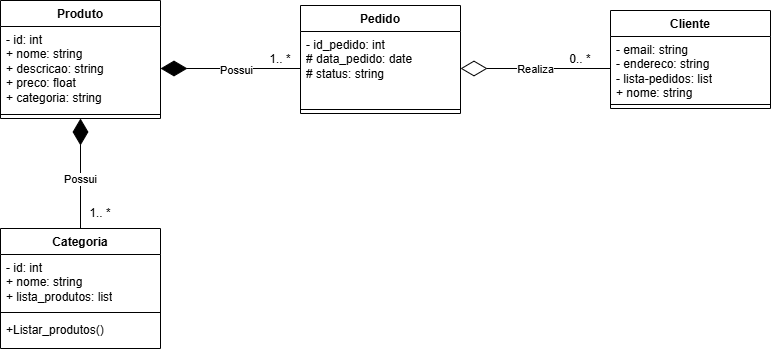 Produto
- id: int
+ nome: string
+ descricao: string
+ preco: float
+ categoria: string
Possui
1.. *
Pedido
- id_pedido: int
# data_pedido: date
# status: string
Realiza
0.. *
Cliente
- email: string
- endereco: string
- lista-pedidos: list
+ nome: string
Possui
1.. *
Categoria
- id: int
+ nome: string
+ lista_produtos: list
+Listar_produtos()